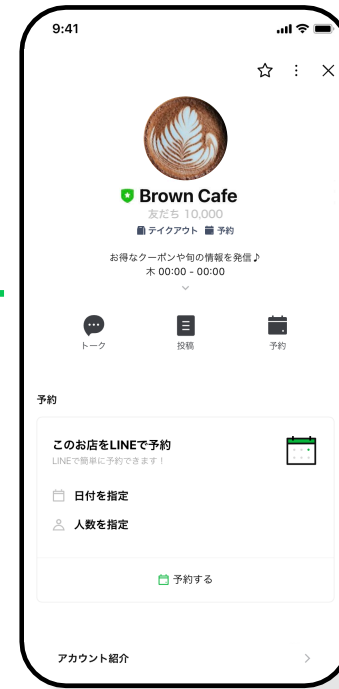 9:41
Brown Cafe
友だち 10,000
テイクアウト 予約
お得なクーポンや旬の情報を発信♪
木 00:00 - 00:00
トーク 投稿 予約
予約
このお店をLINEで予約
LINEで簡単に予約できます！
日付を指定
人数を指定
予約する
アカウント紹介